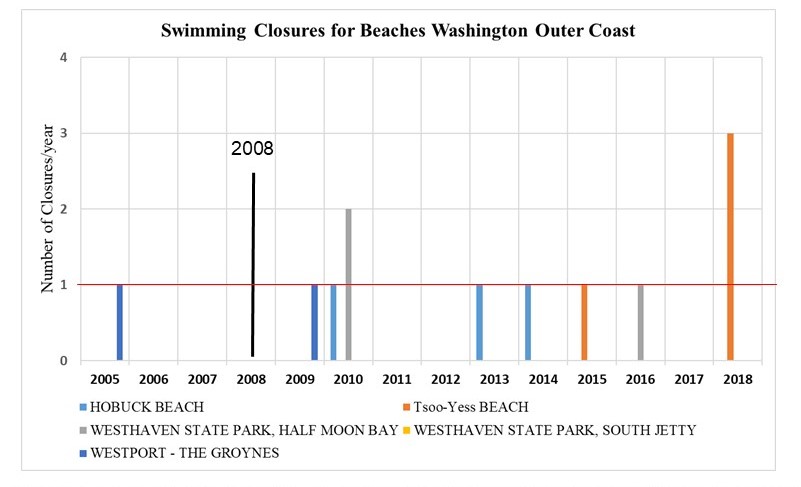 Swimming Closures for Beaches Washington Outer Coast
Number of Closures/year
4
3
2
1
0
2008
2005 2006 2007 2008 2009 2010 2011 2012 2013 2014 2015 2016 2017 2018
HOBUCK BEACH Tsoo-Yess BEACH
WESTHAVEN STATE PARK, HALF MOON BAY WESTHAVEN STATE PARK, SOUTH JETTY
WESTPORT - THE GROYNES